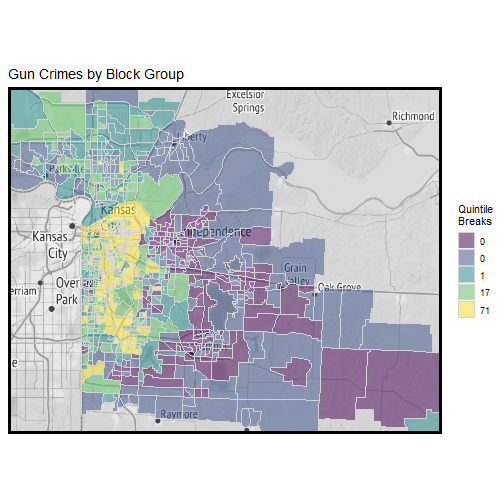 Gun Crimes by Block Group
Excelsior
Springs
Richmond
Liberty
Parkville
Kansas
City
Kansas
City
Independence
Overl
Park
erriam
Grain
Valley
Oak Grove
Raymore
e
Quintile
Breaks
0
0
1
17
71